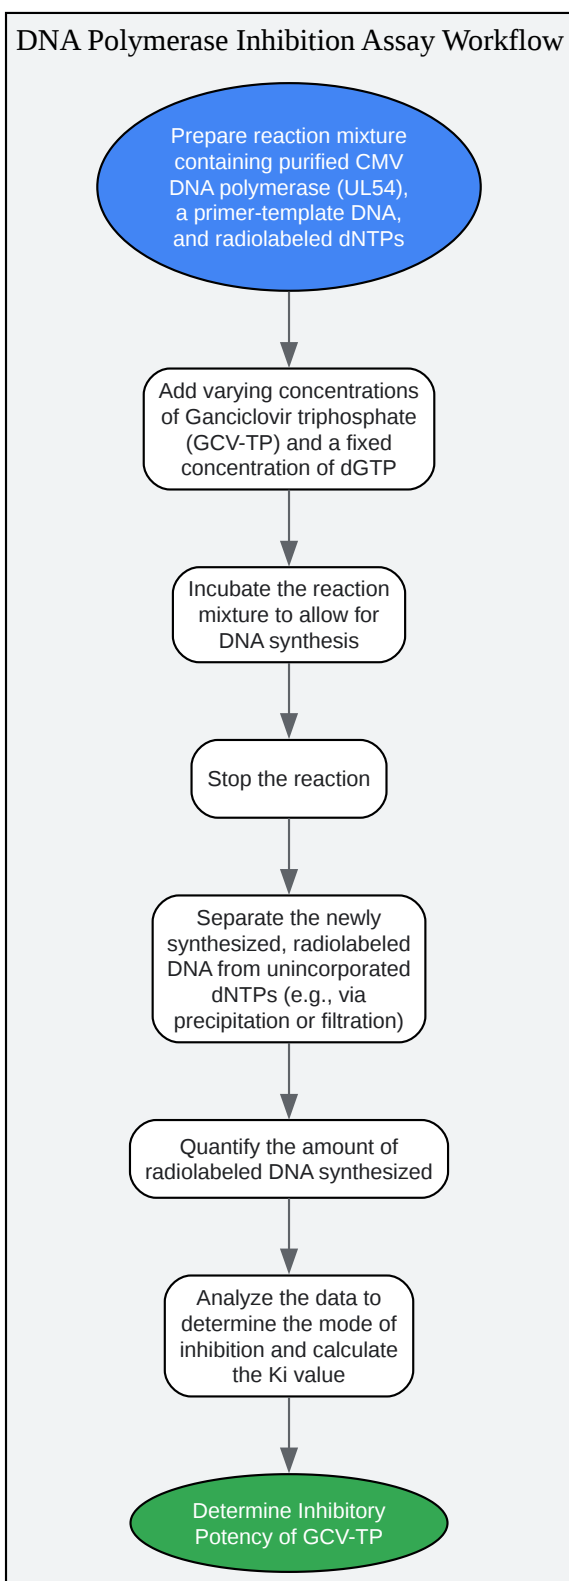 DNA Polymerase Inhibition Assay Workflow
Prepare reaction mixture
containing purified CMV
DNA polymerase (UL54),
a primer-template DNA,
and radiolabeled dNTPs
Add varying concentrations
of Ganciclovir triphosphate
(GCV-TP) and a fixed
concentration of dGTP
Incubate the reaction
mixture to allow for
DNA synthesis
Stop the reaction
Separate the newly
synthesized, radiolabeled
DNA from unincorporated
dNTPs (e.g., via
precipitation or filtration)
Quantify the amount of
radiolabeled DNA synthesized
Analyze the data to
determine the mode of
inhibition and calculate
the Ki value
Determine Inhibitory
Potency of GCV-TP